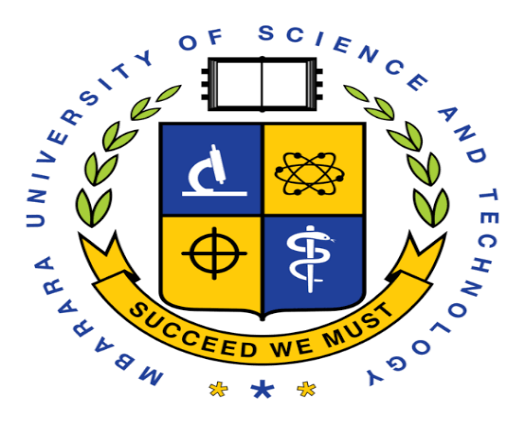 MBARARA UNIVERSITY OF SCIENCE AND TECHNOLOGY
SUCCEED WE MUST